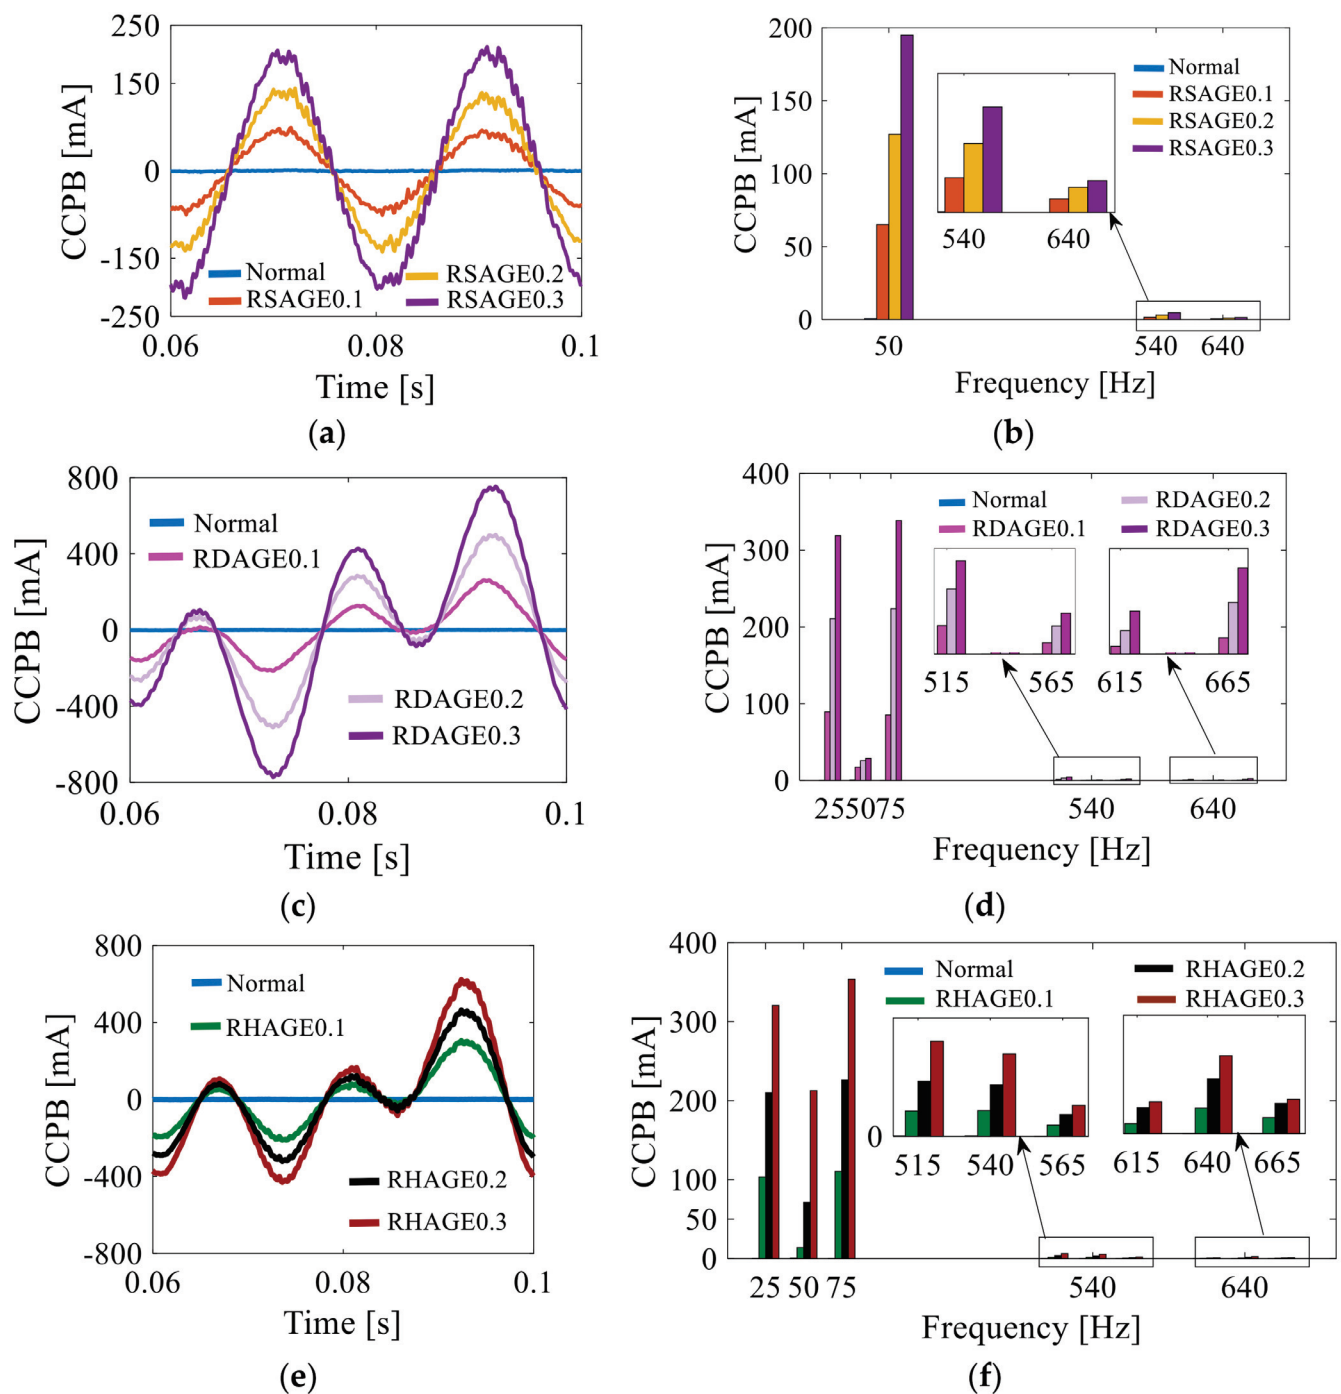 250
150
0
-150
-250
CCPB [mA]
Normal
RSAGE0.1
RSAGE0.2
RSAGE0.3
0.06
0.08
0.1
Time [s]
(a)
200
150
100
50
0
CCPB [mA]
Normal
RSAGE0.1
RSAGE0.2
RSAGE0.3
540
640
50
540
640
Frequency [Hz]
(b)
800
400
0
-400
-800
CCPB [mA]
Normal
RDAGE0.1
RDAGE0.2
RDAGE0.3
0.06
0.08
0.1
Time [s]
(c)
400
300
200
100
0
CCPB [mA]
Normal
RDAGE0.1
RDAGE0.2
RDAGE0.3
515
565
615
665
255075
540
640
Frequency [Hz]
(d)
800
400
0
-400
-800
CCPB [mA]
Normal
RHAGE0.1
RHAGE0.2
RHAGE0.3
0.06
0.08
0.1
Time [s]
(e)
400
300
200
100
50
0
CCPB [mA]
Normal
RHAGE0.1
RHAGE0.2
RHAGE0.3
0
515
540
565
615
640
665
25
50
75
540
640
Frequency [Hz]
(f)